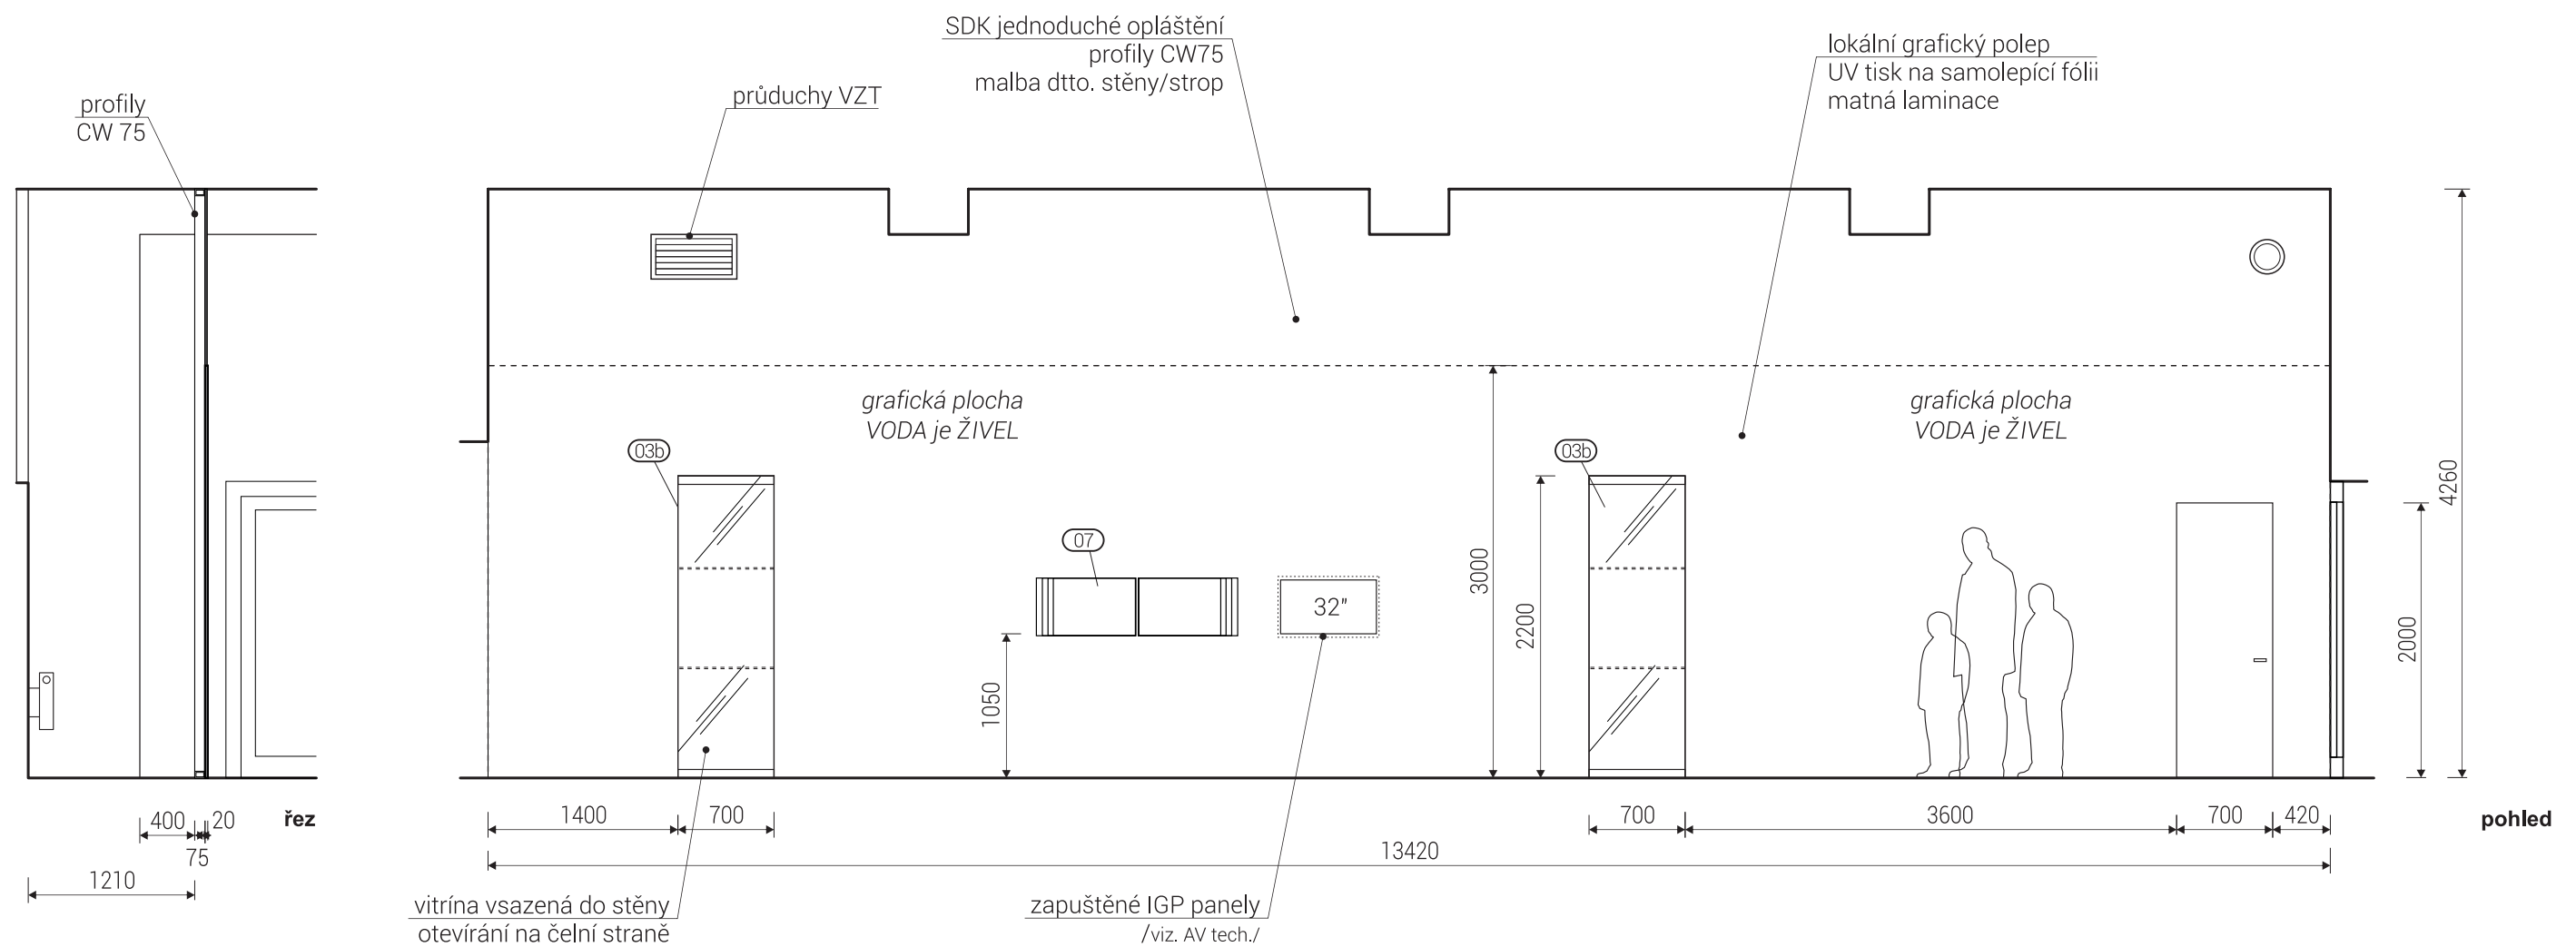 SDK jednoduché opláštění
profily CW75
malba dtto. stěny/strop
lokální grafický polep
UV tisk na samolepící fólii
matná laminace
profily
CW 75
průduchy VZT
grafická plocha
VODA je ŽIVEL
grafická plocha
VODA je ŽIVEL
03b
03b
07
32"
3000
2200
1050
4260
2000
400
20
75
1210
řez
1400
700
700
3600
700
420
13420
pohled
vitrína vsazená do stěny
otevírání na čelní straně
zapuštěné IGP panely
/viz. AV tech./